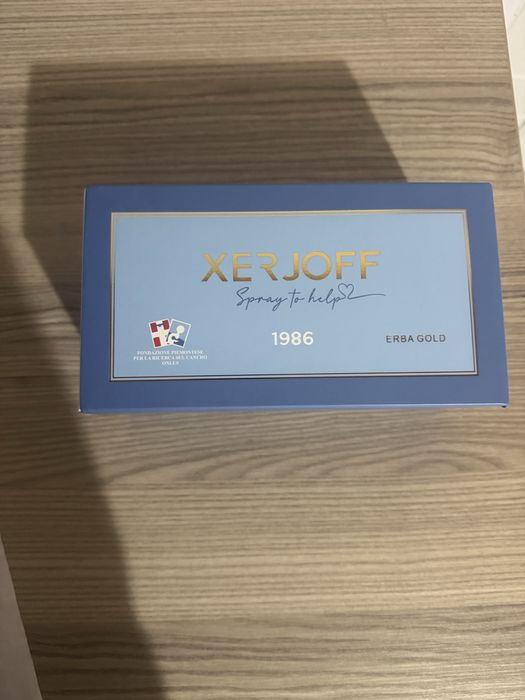 XERJOFF
Spray to help
1986
ERBA GOLD
FONDAZIONE PIEMONTESE
PER LA RICERCA SUL CANCRO
ONLUS